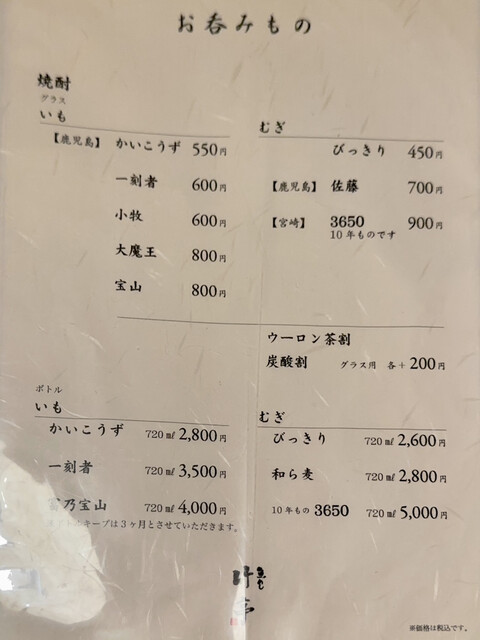 お呑みもの
焼酎
グラス
いも
【鹿児島】 かいこうず 550円
一刻者 600円
小牧 600円
大魔王 800円
宝山 800円
むぎ
びっきり 450円
【鹿児島】 佐藤 700円
【宮崎】 3650 900円
10年ものです
ウーロン茶割
炭酸割 グラス用 各+200円
ボトル
いも
かいこうず 720㎖ 2,800円
一刻者 720㎖ 3,500円
乃宝山 720㎖ 4,000円
キープは3ヶ月とさせていただきます。
むぎ
びっきり 720㎖ 2,600円
和ら麦 720㎖ 2,800円
10年もの 3650 720㎖ 5,000円
※価格は税込です。